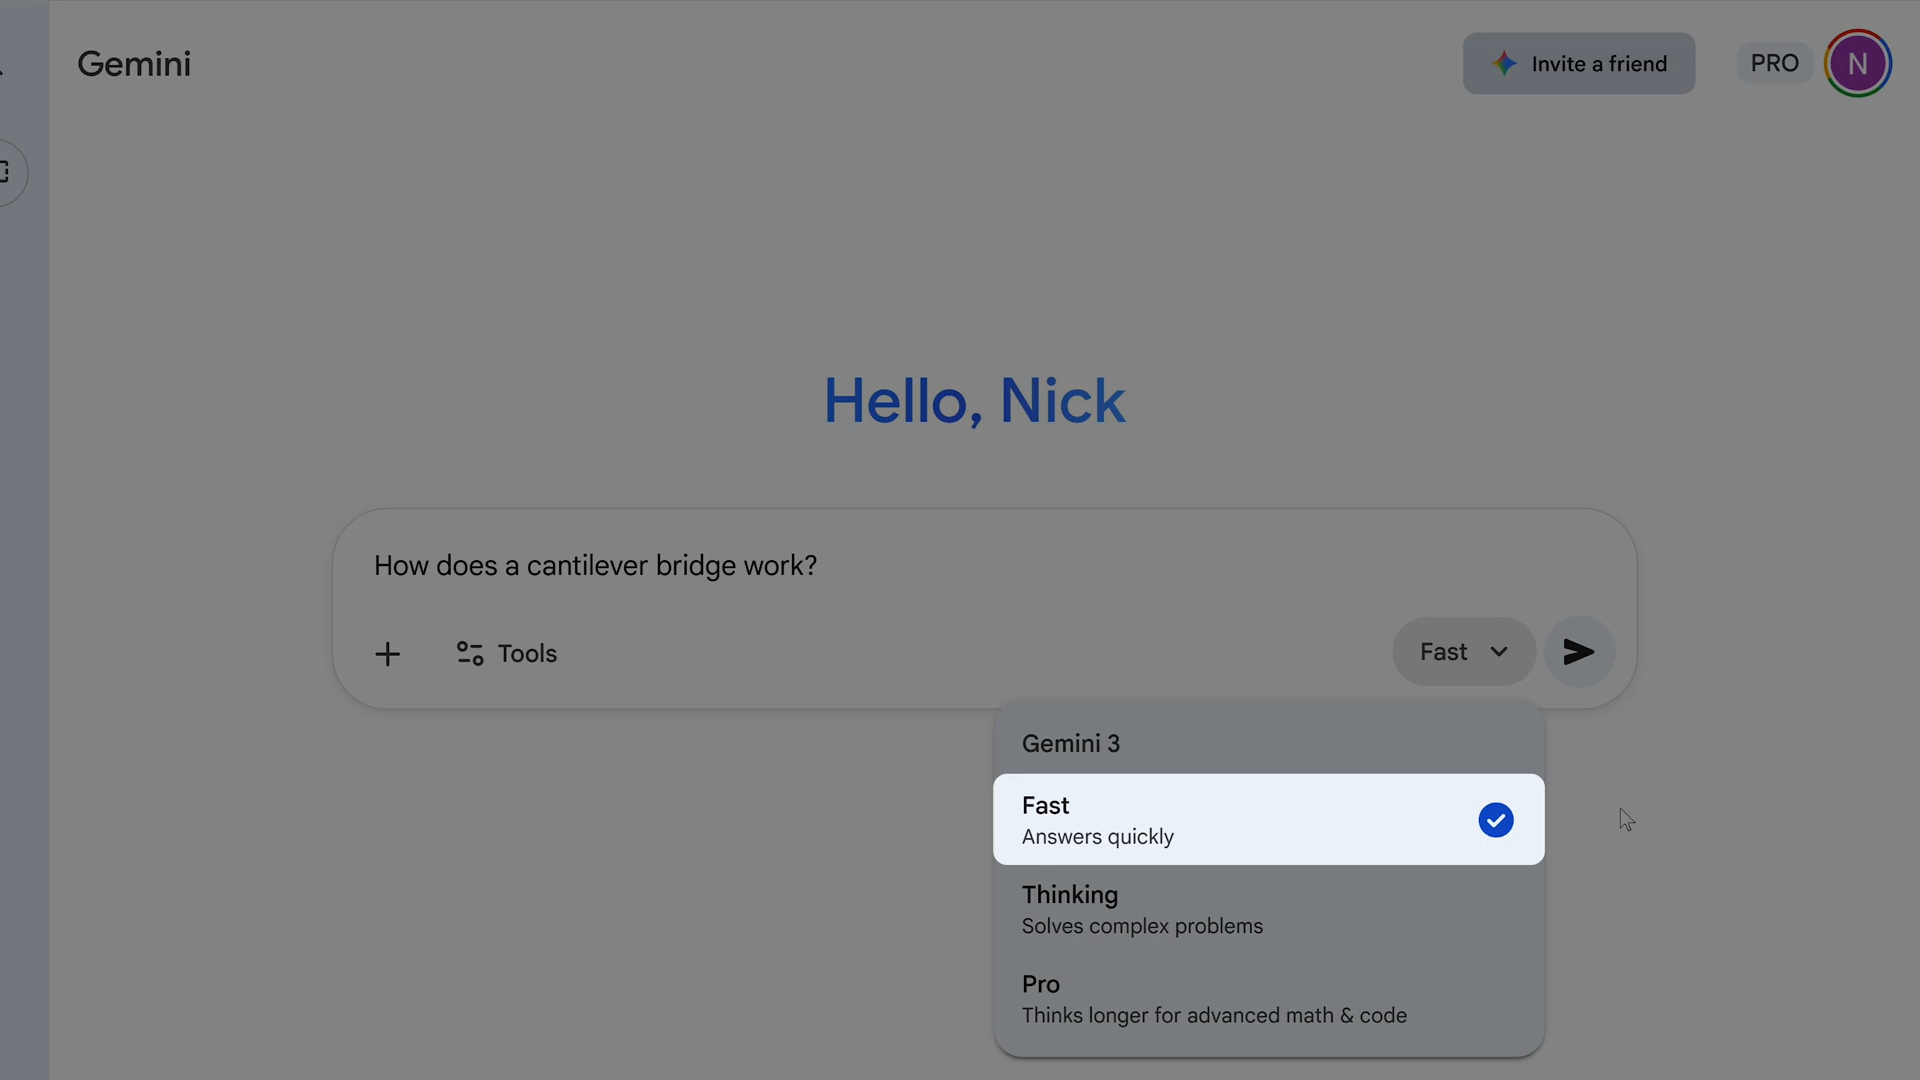 Gemini
Invite a friend
PRO
N
Hello, Nick
How does a cantilever bridge work?
Tools
Fast
Gemini 3
Fast
Answers quickly
Thinking
Solves complex problems
Pro
Thinks longer for advanced math & code